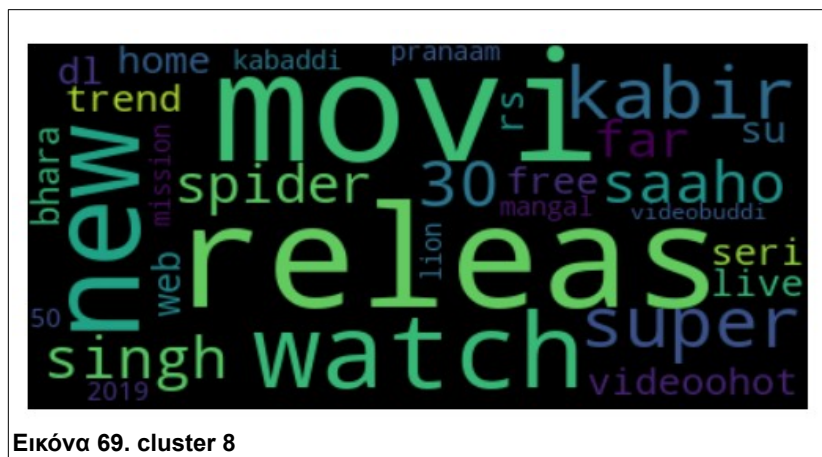 dl home kabaddi pranaam
trend movi rs kabir
far su
bhara new mission spider 30 free saaho
mangal videobuddi
web releas lion seri
live
50 singh watch super
2019 videoohot
Εικόνα 69. cluster 8